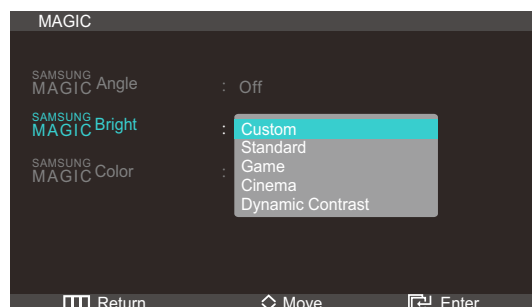 MAGIC
SAMSUNG MAGIC Angle : Off
SAMSUNG MAGIC Bright : Custom
Standard
Game
Cinema
Dynamic Contrast
SAMSUNG MAGIC Color :
Return Move Enter